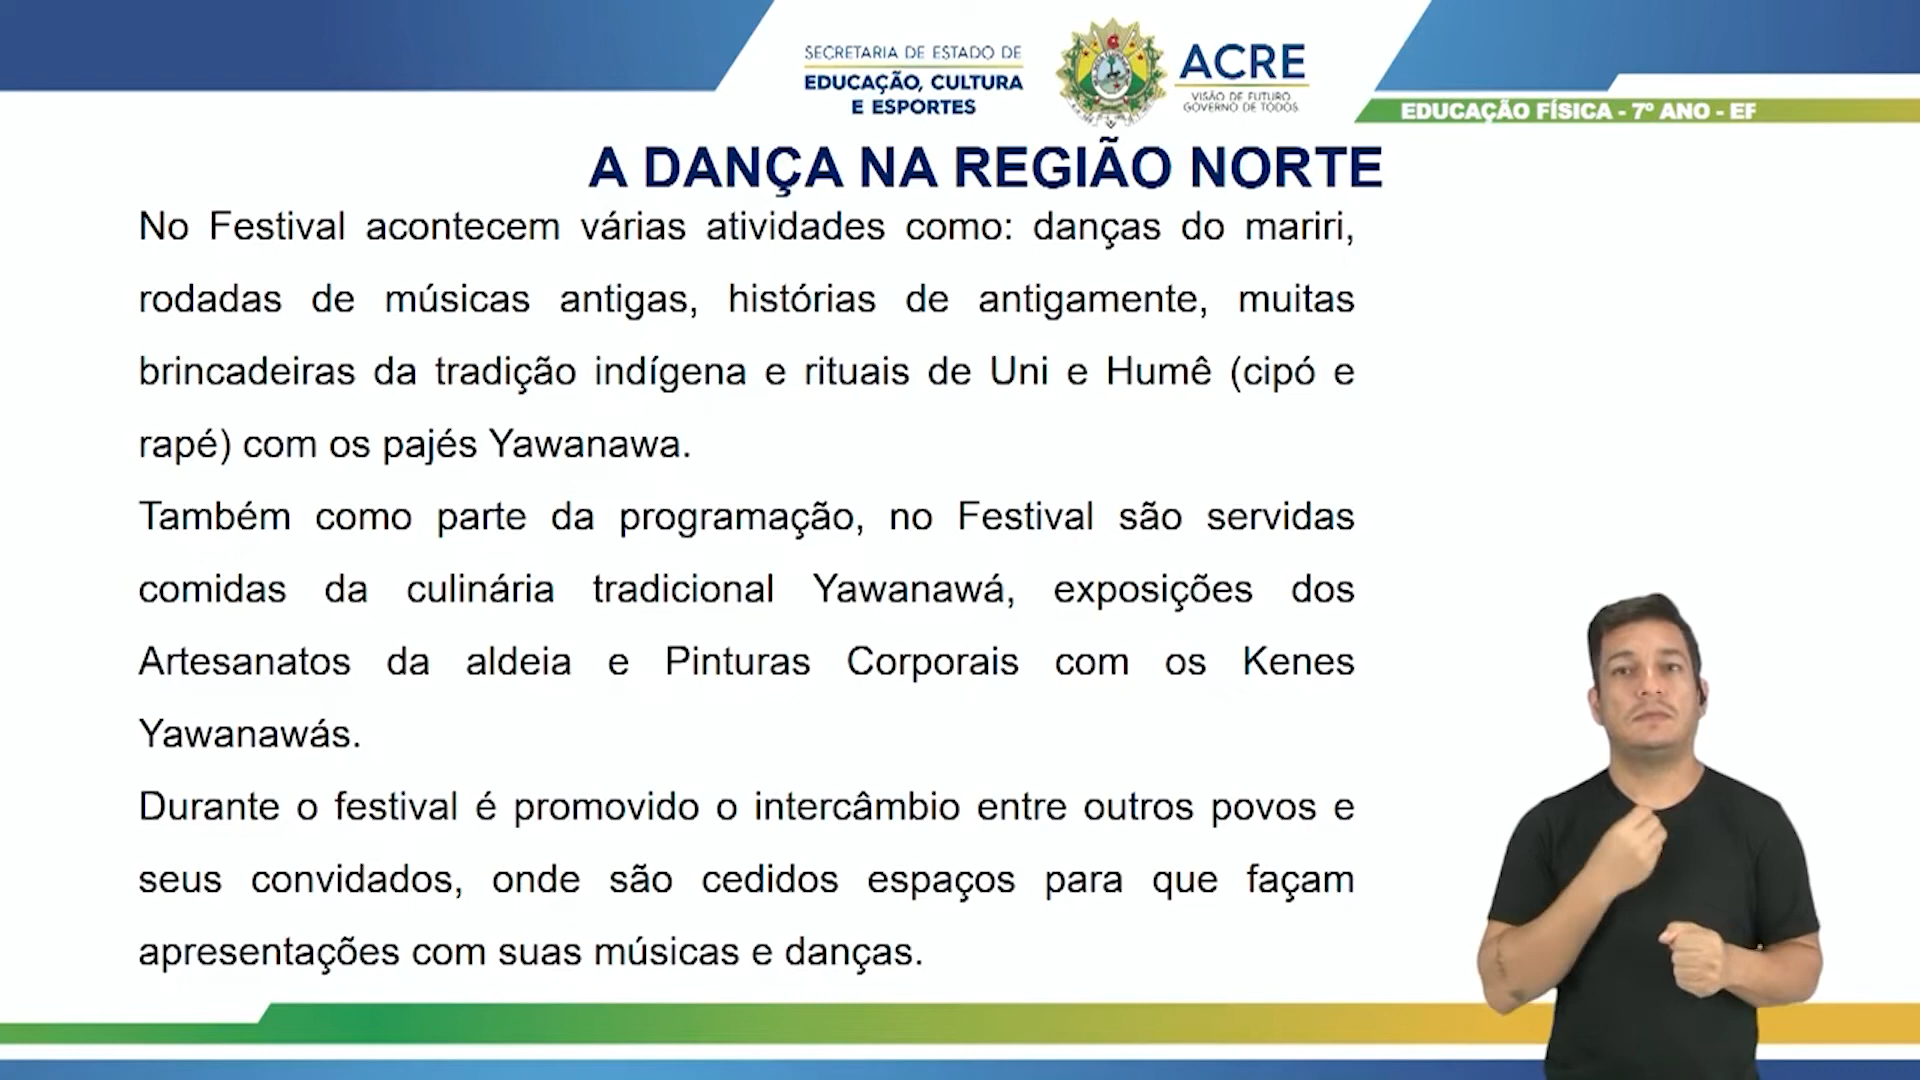 SECRETARIA DE ESTADO DE
EDUCAÇÃO, CULTURA
E ESPORTES
ACRE
VISÃO DE FUTURO
GOVERNO DE TODOS
EDUCAÇÃO FÍSICA - 7º ANO - EF
A DANÇA NA REGIÃO NORTE
No Festival acontecem várias atividades como: danças do mariri,
rodadas de músicas antigas, histórias de antigamente, muitas
brincadeiras da tradição indígena e rituais de Uni e Humê (cipó e
rapé) com os pajés Yawanawa.
Também como parte da programação, no Festival são servidas
comidas da culinária tradicional Yawanawá, exposições dos
Artesanatos da aldeia e Pinturas Corporais com os Kenes
Yawanawás.
Durante o festival é promovido o intercâmbio entre outros povos e
seus convidados, onde são cedidos espaços para que façam
apresentações com suas músicas e danças.